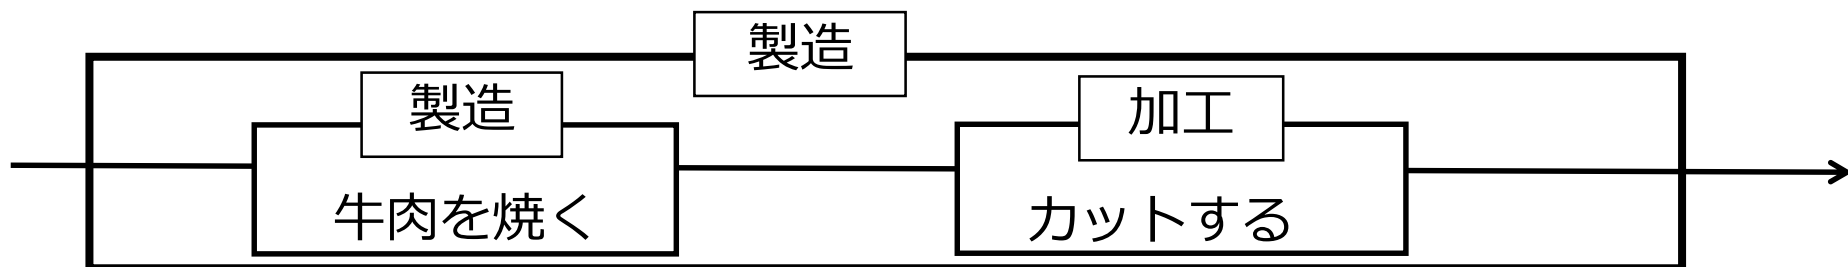 製造
製造
加工
牛肉を焼く
カットする